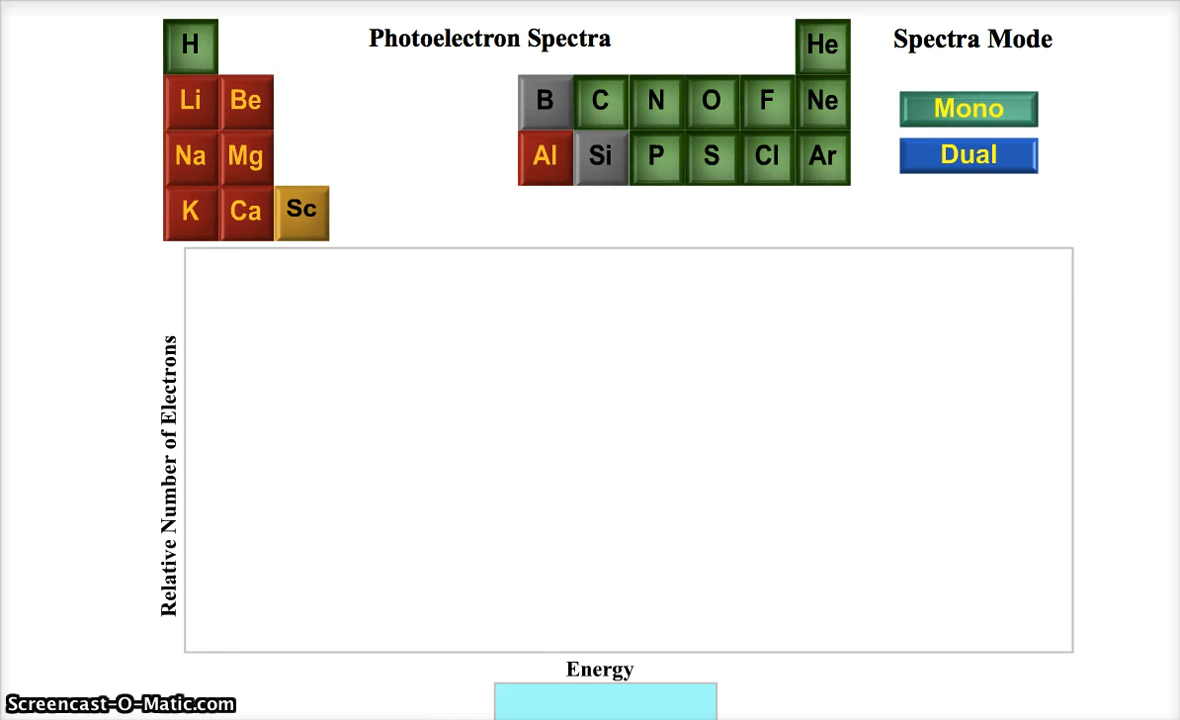 H Photoelectron Spectra He Spectra Mode
Li Be B C N O F Ne Mono
Na Mg Al Si P S Cl Ar Dual
K Ca Sc
Relative Number of Electrons
Energy
Screencast-O-Matic.com